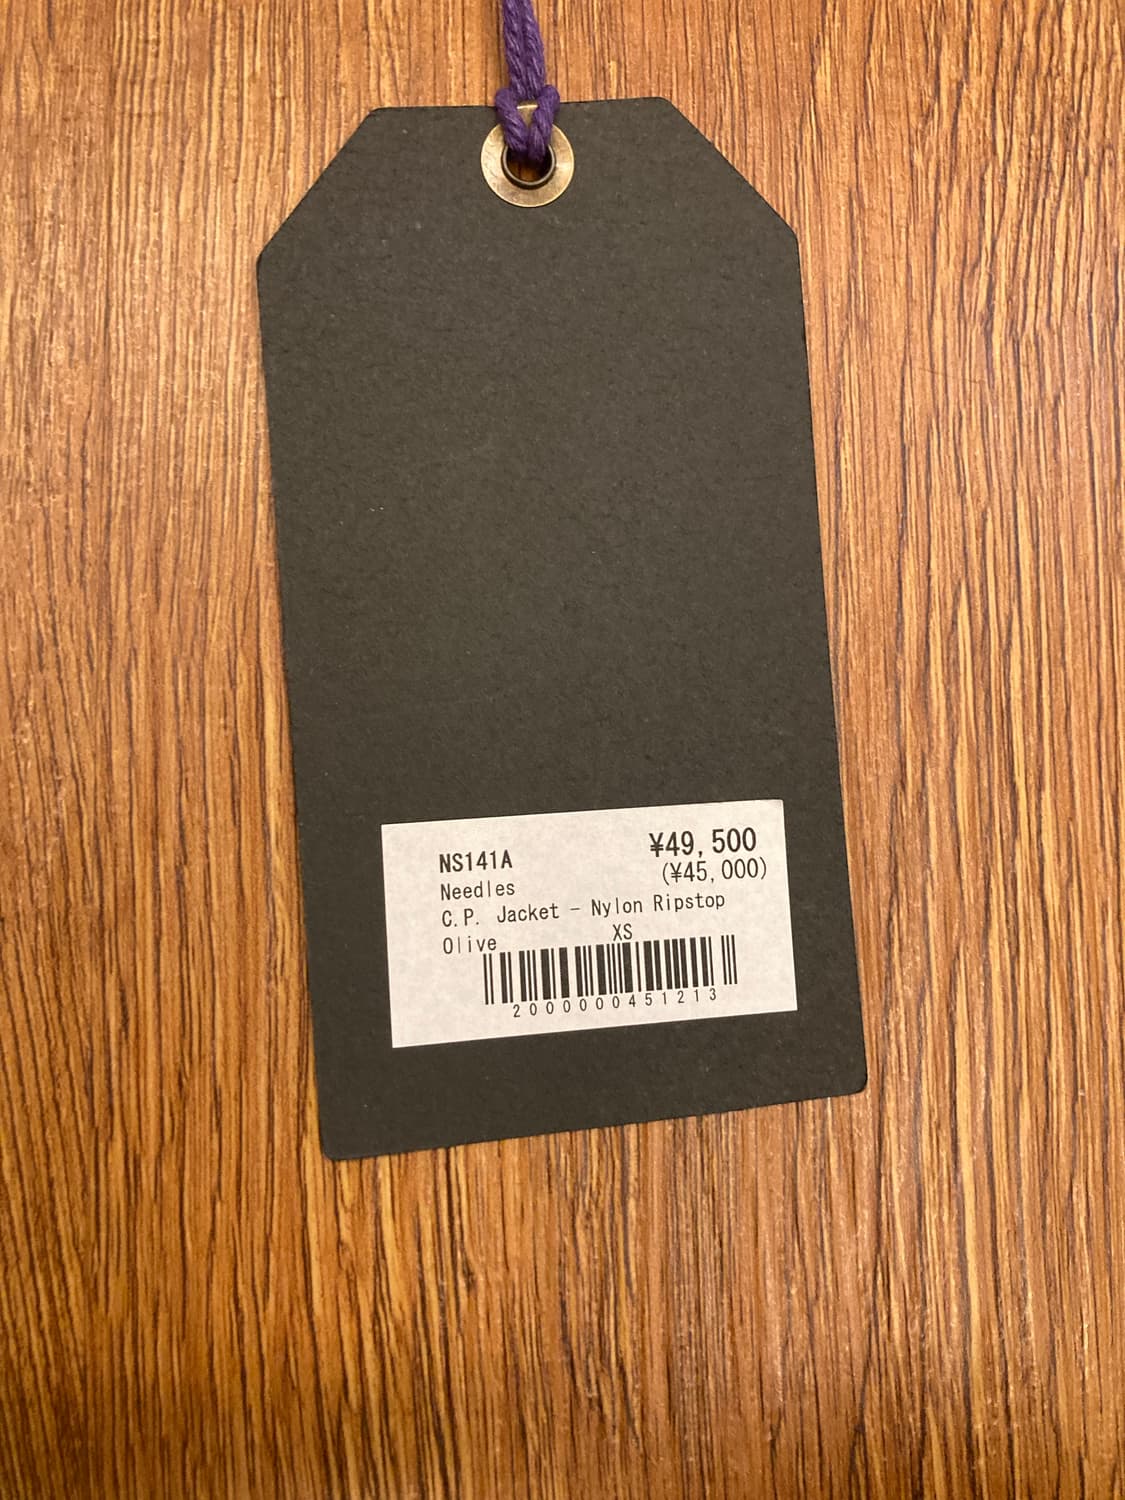 NS141A ¥49,500
(¥45,000)
Needles
C.P. Jacket - Nylon Ripstop
Olive XS
2000000451213